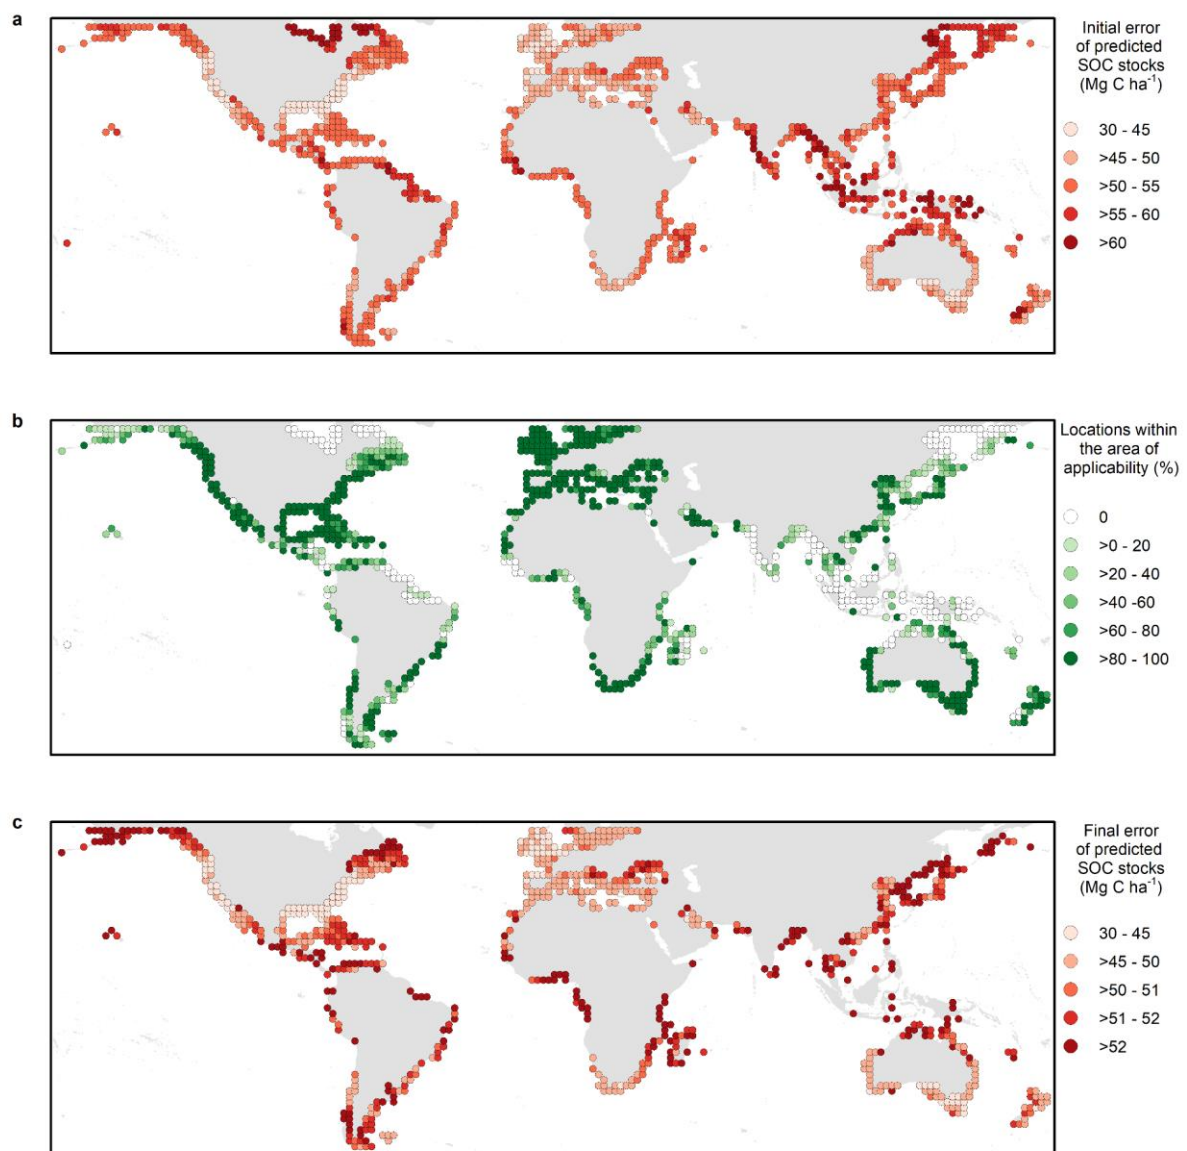 a
Initial error
of predicted
SOC stocks
(Mg C ha⁻¹)
30 - 45
>45 - 50
>50 - 55
>55 - 60
>60
b
Locations within
the area of
applicability (%)
0
>0 - 20
>20 - 40
>40 -60
>60 - 80
>80 - 100
c
Final error
of predicted
SOC stocks
(Mg C ha⁻¹)
30 - 45
>45 - 50
>50 - 51
>51 - 52
>52